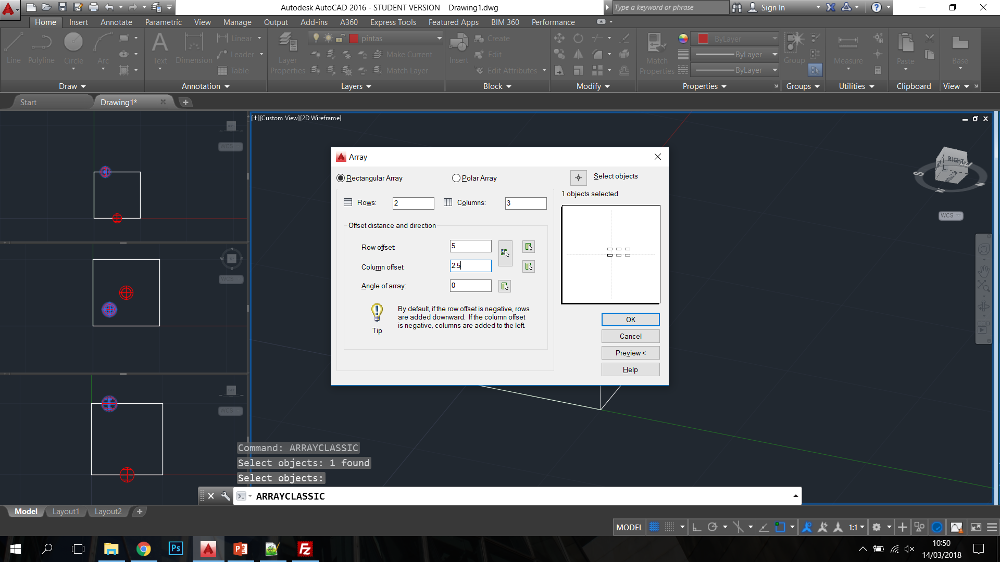 Autodesk AutoCAD 2016 - STUDENT VERSION    Drawing1.dwg
Type a keyword or phrase
Sign In
Home Insert Annotate Parametric View Manage Output Add-ins A360 Express Tools Featured Apps BIM 360 Performance
Line Polyline Circle Arc
Text Dimension
Linear
Leader
Table
Layer Properties
pintas
Make Current
Match Layer
Insert
Create
Edit
Edit Attributes
Match Properties
ByLayer
ByLayer
ByLayer
Group
Measure
Paste
Base
Draw Annotation Layers Block Modify Properties Groups Utilities Clipboard View
Start Drawing1*
[+][Custom View][2D Wireframe]
WCS
N
W E
S
WCS
WCS
RIGHT
BOTTOM
S
N
WCS
Array
Rectangular Array
Polar Array
Select objects
1 objects selected
Rows: 2
Columns: 3
Offset distance and direction
Row offset: 5
Column offset: 2.5
Angle of array: 0
Tip
By default, if the row offset is negative, rows
are added downward. If the column offset
is negative, columns are added to the left.
OK
Cancel
Preview <
Help
Command: ARRAYCLASSIC
Select objects: 1 found
Select objects:
ARRAYCLASSIC
Model Layout1 Layout2
MODEL
1:1
Ps
10:50
14/03/2018